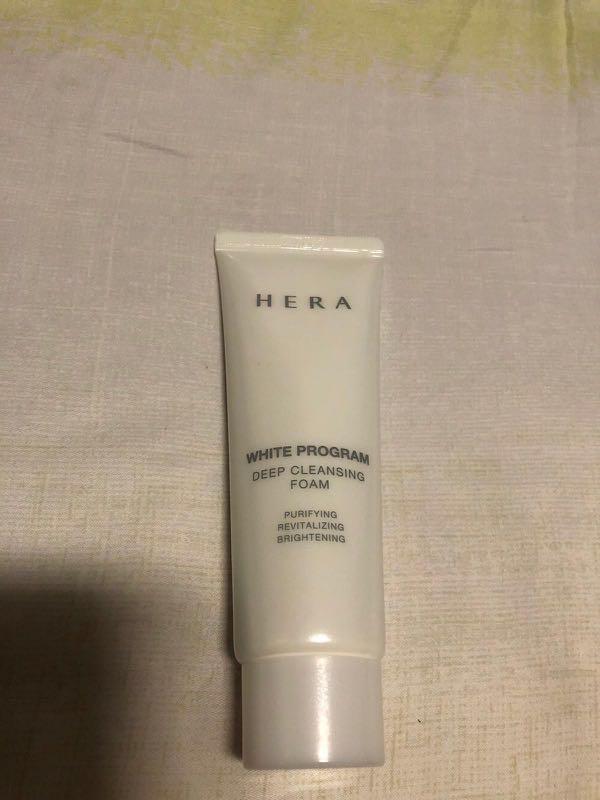 HERA
WHITE PROGRAM
DEEP CLEANSING
FOAM
PURIFYING
REVITALIZING
BRIGHTENING